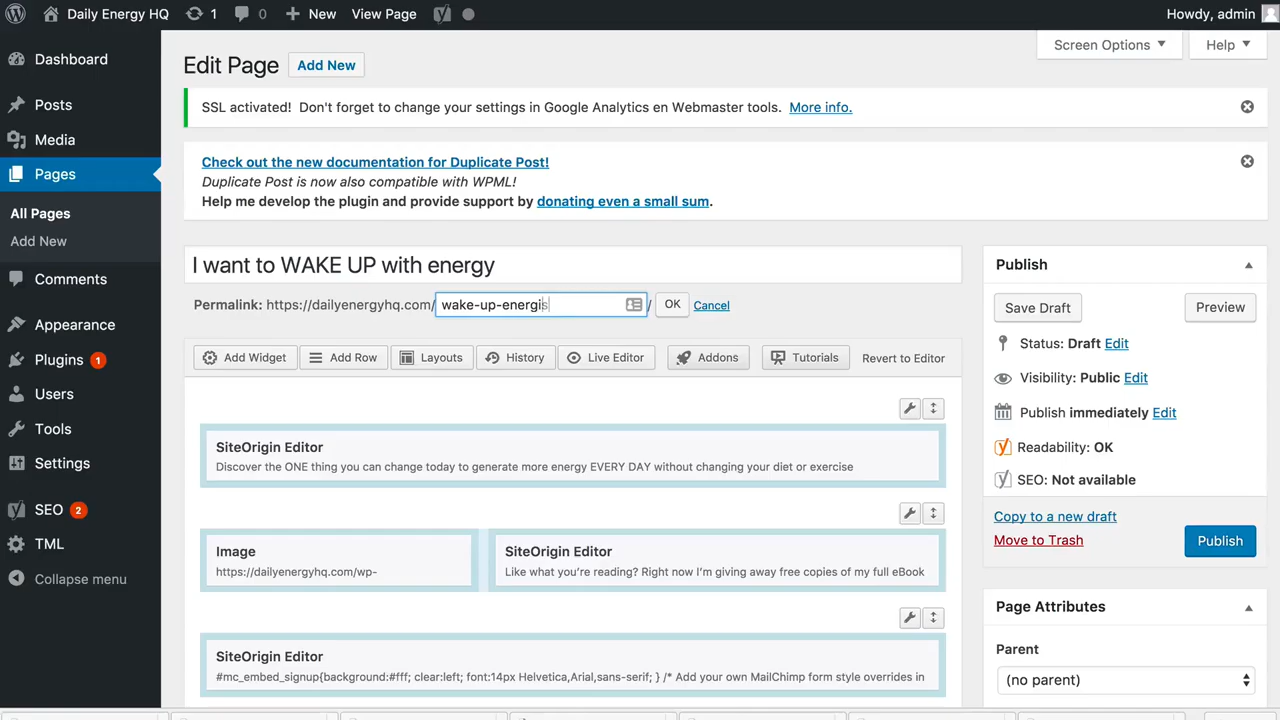 Daily Energy HQ 1 0 New View Page Howdy, admin
Dashboard
Posts
Media
Pages
All Pages
Add New
Comments
Appearance
Plugins 1
Users
Tools
Settings
SEO 2
TML
Collapse menu
Screen Options Help
Edit Page Add New
SSL activated! Don't forget to change your settings in Google Analytics en Webmaster tools. More info.
Check out the new documentation for Duplicate Post!
Duplicate Post is now also compatible with WPML!
Help me develop the plugin and provide support by donating even a small sum.
I want to WAKE UP with energy
Permalink: https://dailyenergyhq.com/wake-up-energis / OK Cancel
Add Widget Add Row Layouts History Live Editor Addons Tutorials Revert to Editor
SiteOrigin Editor
Discover the ONE thing you can change today to generate more energy EVERY DAY without changing your diet or exercise
Image
https://dailyenergyhq.com/wp-
SiteOrigin Editor
Like what you're reading? Right now I'm giving away free copies of my full eBook
SiteOrigin Editor
#mc_embed_signup{background:#fff; clear:left; font:14px Helvetica,Arial,sans-serif; } /* Add your own MailChimp form style overrides in
Publish
Save Draft Preview
Status: Draft Edit
Visibility: Public Edit
Publish immediately Edit
Readability: OK
SEO: Not available
Copy to a new draft
Move to Trash Publish
Page Attributes
Parent
(no parent)